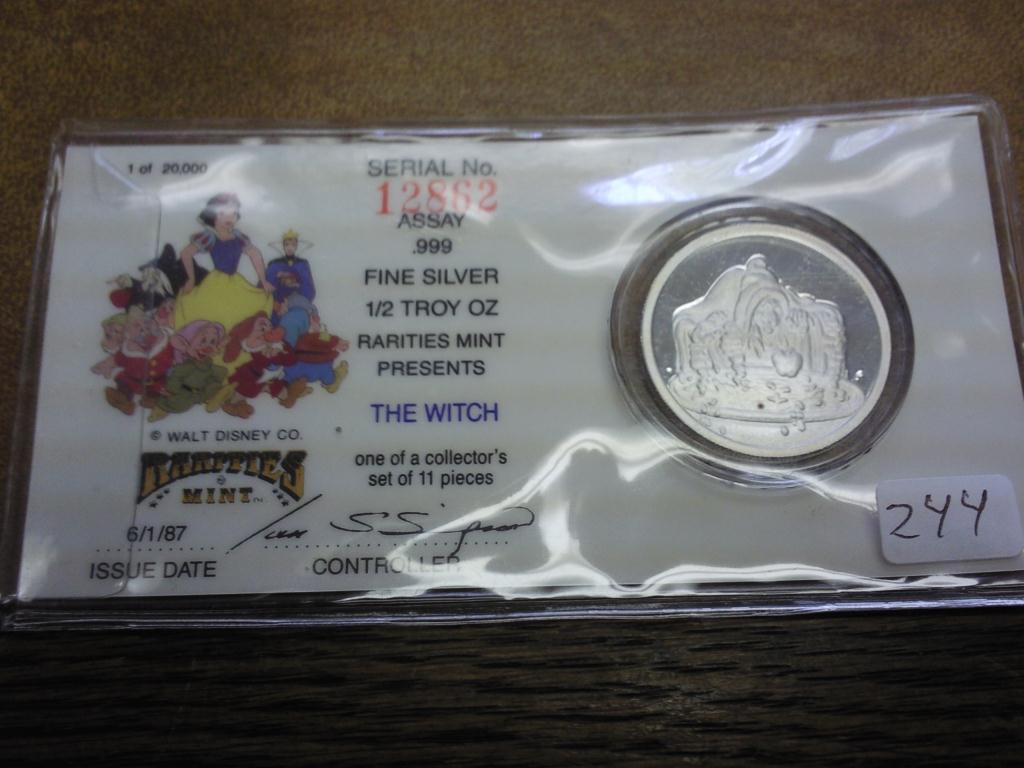 1 of 20,000
SERIAL No.
12862
ASSAY
.999
FINE SILVER
1/2 TROY OZ
RARITIES MINT
PRESENTS
THE WITCH
one of a collector's
set of 11 pieces
© WALT DISNEY CO.
RARITIES
MINT
6/1/87
ISSUE DATE
CONTROLLER
244